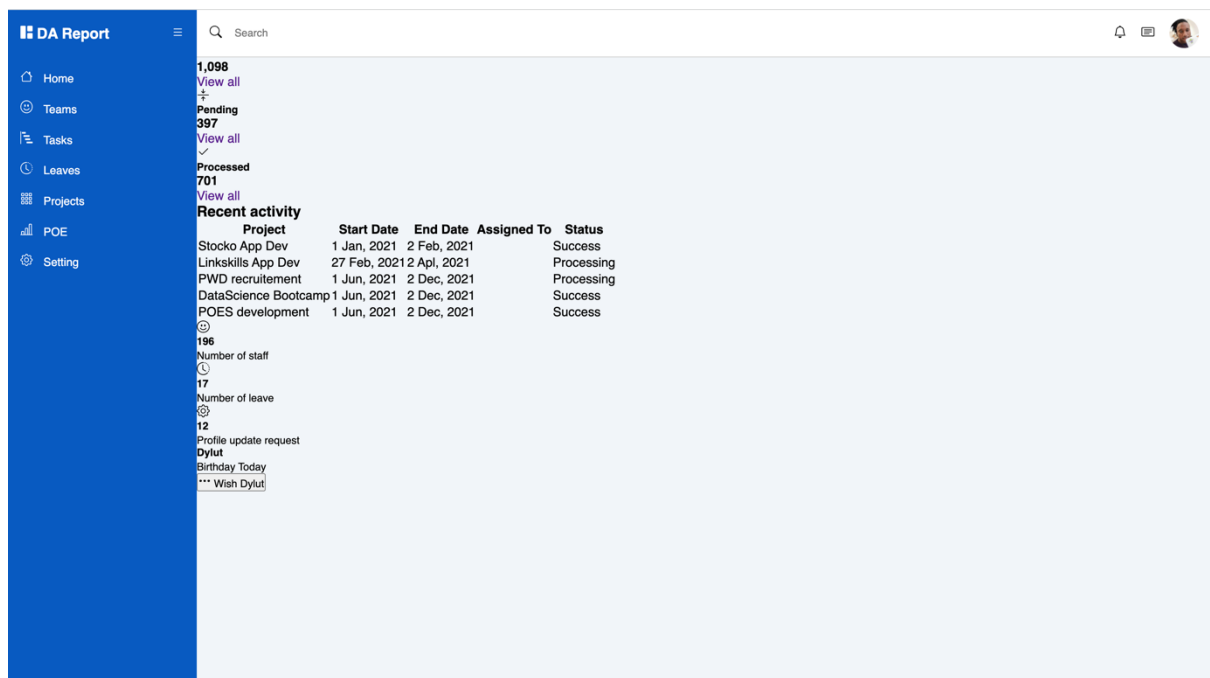 DA Report
Search
Home
Teams
Tasks
Leaves
Projects
POE
Setting
1,098
View all
Pending
397
View all
Processed
701
View all
Recent activity
Project Start Date End Date Assigned To Status
Stocko App Dev 1 Jan, 2021 2 Feb, 2021 Success
Linkskills App Dev 27 Feb, 2021 2 Apl, 2021 Processing
PWD recruitement 1 Jun, 2021 2 Dec, 2021 Processing
DataScience Bootcamp 1 Jun, 2021 2 Dec, 2021 Success
POES development 1 Jun, 2021 2 Dec, 2021 Success
196
Number of staff
17
Number of leave
12
Profile update request
Dylut
Birthday Today
Wish Dylut